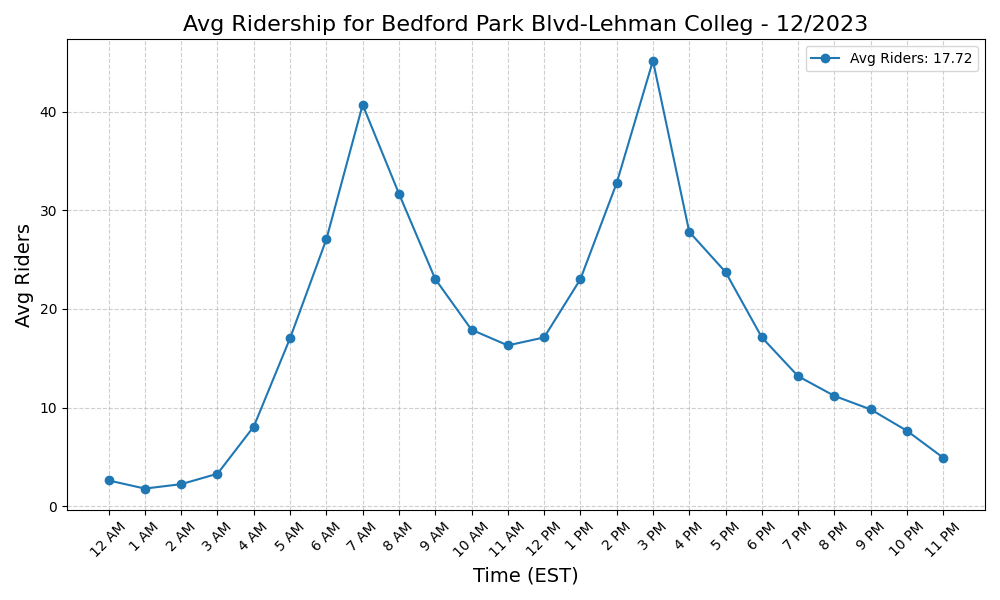 Avg Ridership for Bedford Park Blvd-Lehman Colleg - 12/2023
Avg Riders: 17.72
Avg Riders
40
30
20
10
0
12 AM
1 AM
2 AM
3 AM
4 AM
5 AM
6 AM
7 AM
8 AM
9 AM
10 AM
11 AM
12 PM
1 PM
2 PM
3 PM
4 PM
5 PM
6 PM
7 PM
8 PM
9 PM
10 PM
11 PM
Time (EST)